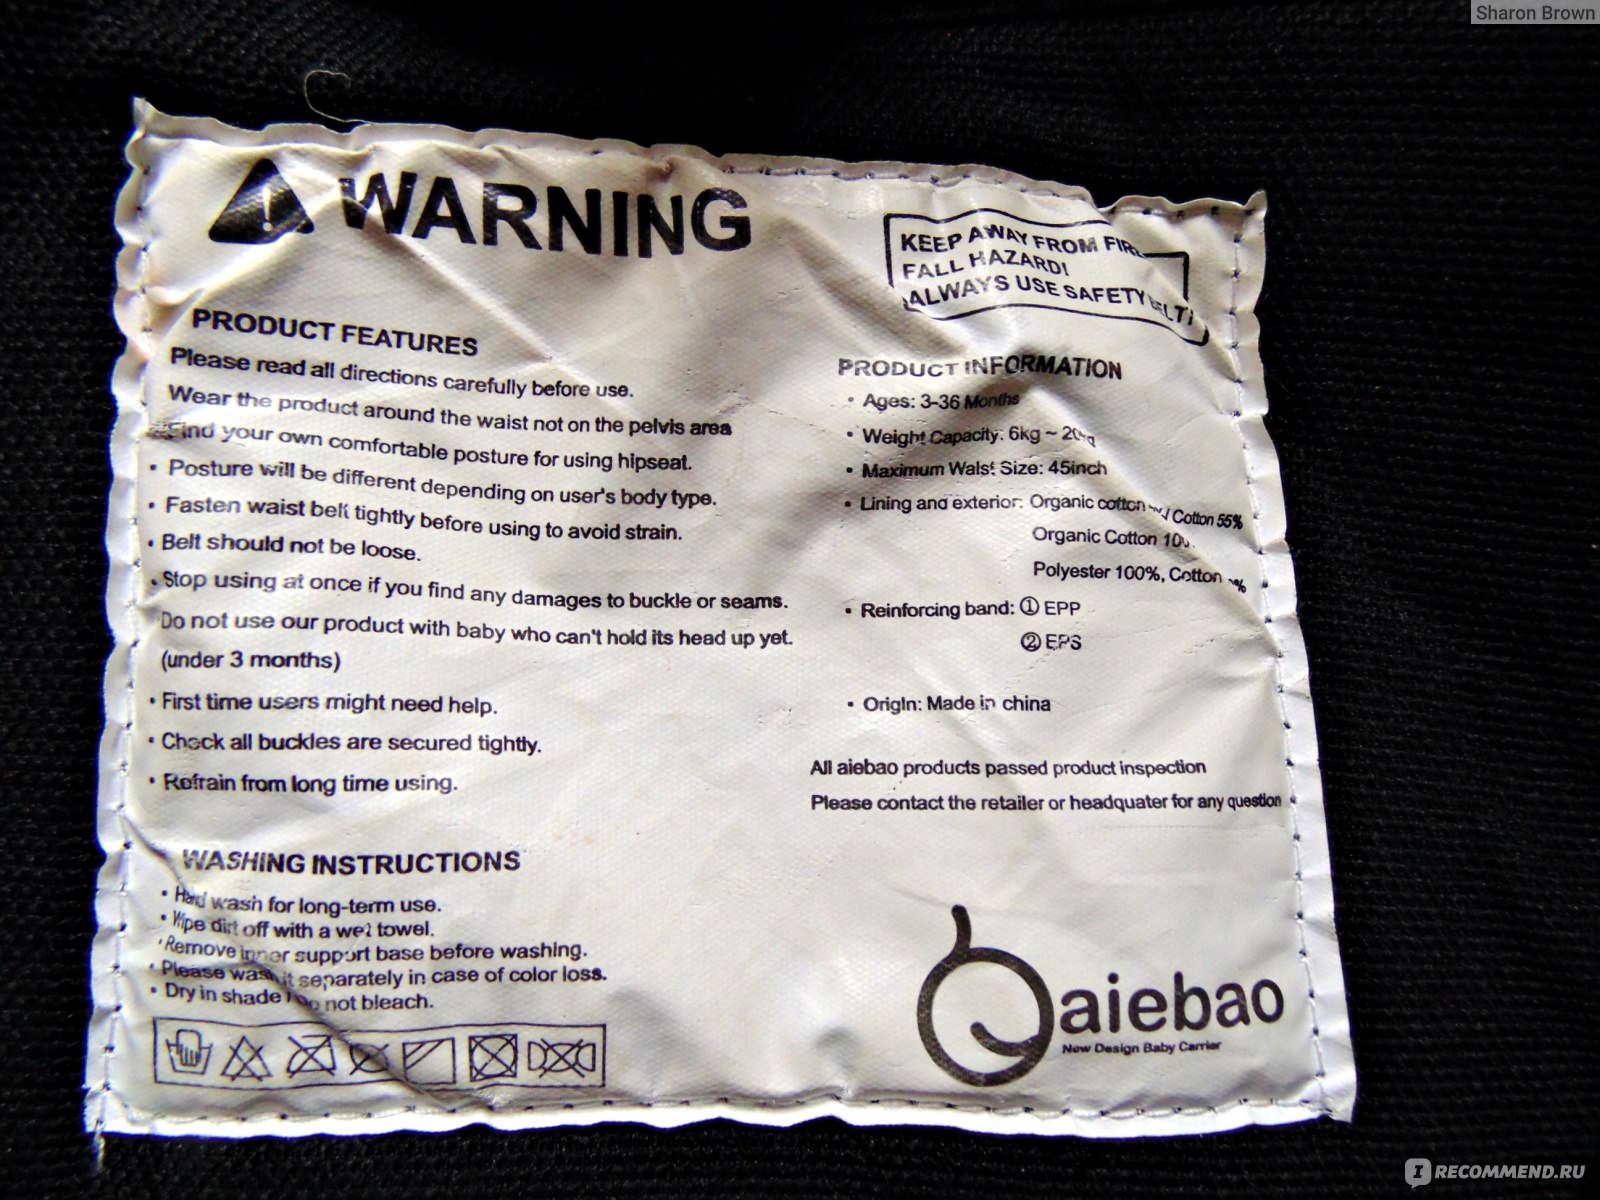 Sharon Brown
WARNING
KEEP AWAY FROM FIRE
FALL HAZARD!
ALWAYS USE SAFETY BELT!
PRODUCT FEATURES
Please read all directions carefully before use.
Wear the product around the waist not on the pelvis area
Find your own comfortable posture for using hipseat.
• Posture will be different depending on user's body type.
• Fasten waist belt tightly before using to avoid strain.
• Belt should not be loose.
• Stop using at once if you find any damages to buckle or seams.
Do not use our product with baby who can't hold its head up yet.
(under 3 months)
• First time users might need help.
• Check all buckles are secured tightly.
• Refrain from long time using.
WASHING INSTRUCTIONS
• Hand wash for long-term use.
• Wipe dirt off with a wet towel.
• Remove inner support base before washing.
• Please wash it separately in case of color loss.
• Dry in shade / Do not bleach.
PRODUCT INFORMATION
• Ages: 3-36 Months
• Weight Capacity: 6kg ~ 20kg
• Maximum Waist Size: 45inch
• Lining and exterior: Organic cotton Cotton 55%
Organic Cotton
Polyester 100%, Cotton
• Reinforcing band: ① EPP
② EPS
• Origin: Made in china
All aiebao products passed product inspection
Please contact the retailer or headquater for any question
aiebao
New Design Baby Carrier
IRECOMMEND.RU